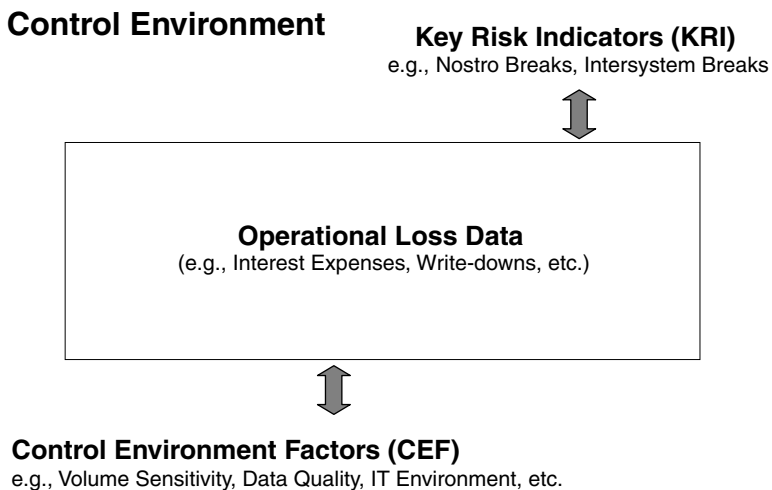 Control Environment
Key Risk Indicators (KRI)
e.g., Nostro Breaks, Intersystem Breaks
Operational Loss Data
(e.g., Interest Expenses, Write-downs, etc.)
Control Environment Factors (CEF)
e.g., Volume Sensitivity, Data Quality, IT Environment, etc.